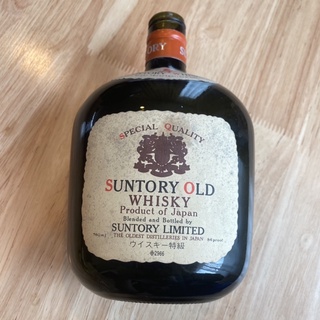 SUNTORY
SPECIAL QUALITY
SUNTORY OLD
WHISKY
Product of Japan
Blended and Bottled by
SUNTORY LIMITED
THE OLDEST DISTILLERIES IN JAPAN
ウイスキー特級